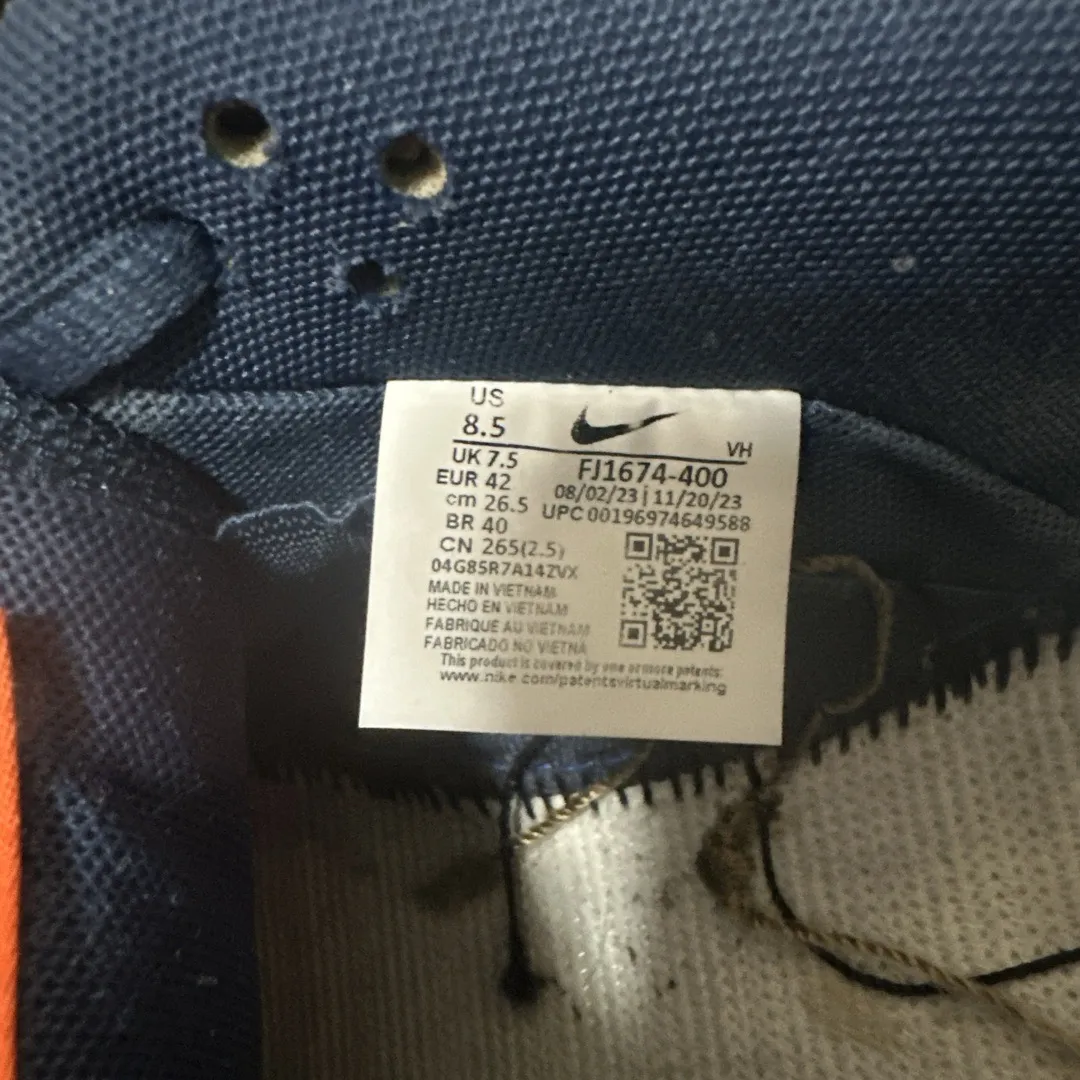 US
8.5
VH
UK 7.5
FJ1674-400
EUR 42
08/02/23 | 11/20/23
cm 26.5
UPC 00196974649588
BR 40
CN 265(2.5)
04G85R7A14ZVX
MADE IN VIETNAM
HECHO EN VIETNAM
FABRIQUE AU VIETNAM
FABRICADO NO VIETNA
This product is covered by one or more patents:
www.nike.com/patentsvirtualmarking